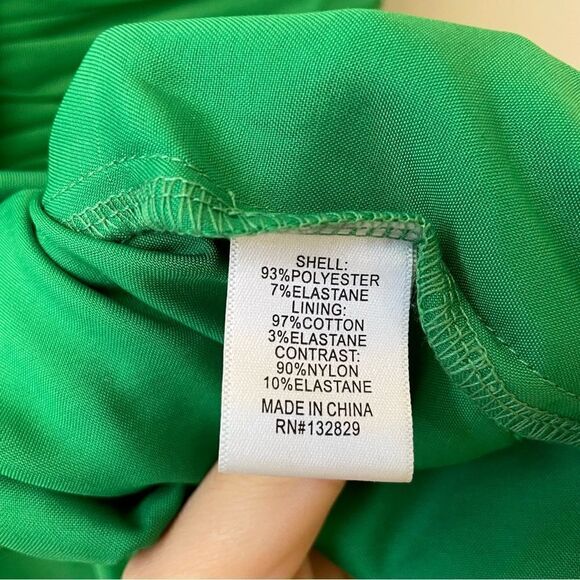 SHELL:
93%POLYESTER
7%ELASTANE
LINING:
97%COTTON
3%ELASTANE
CONTRAST:
90%NYLON
10%ELASTANE
MADE IN CHINA
RN#132829